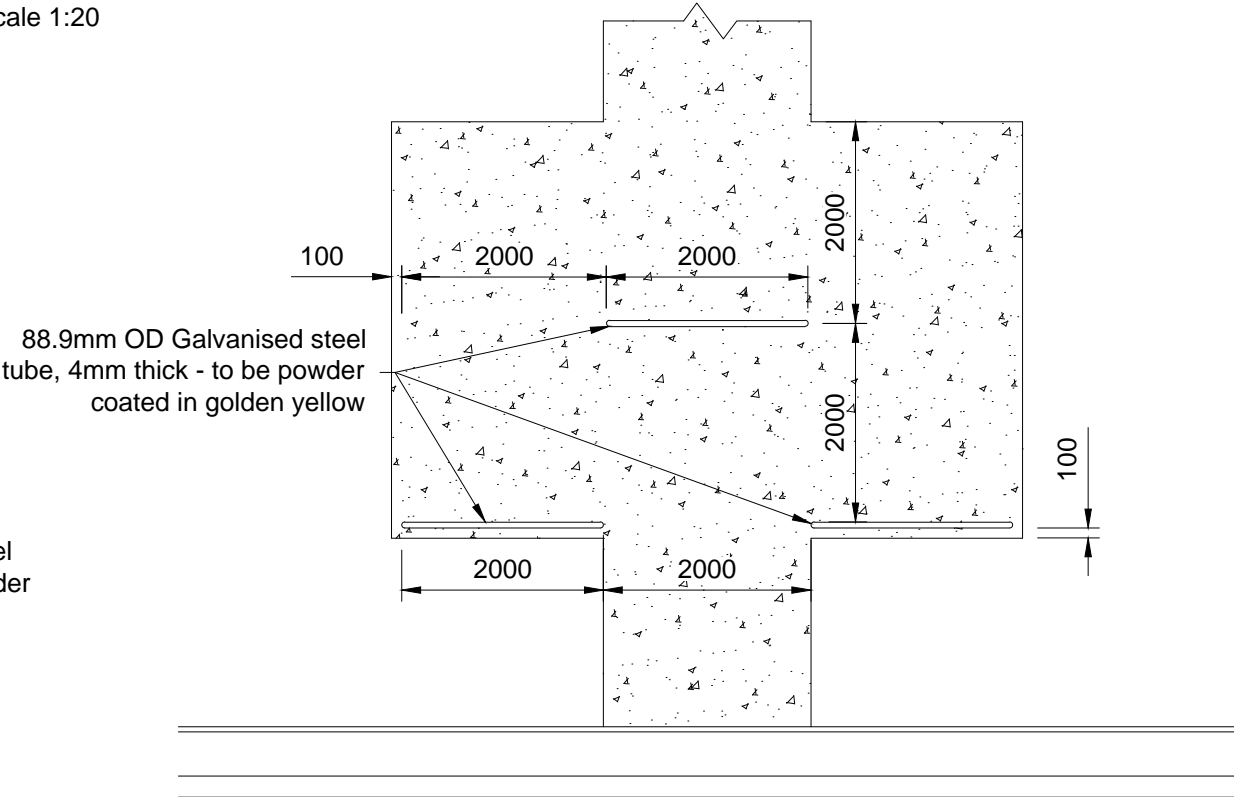 cale 1:20
2000
100
2000
2000
88.9mm OD Galvanised steel
tube, 4mm thick - to be powder
coated in golden yellow
2000
100
el
der
2000
2000